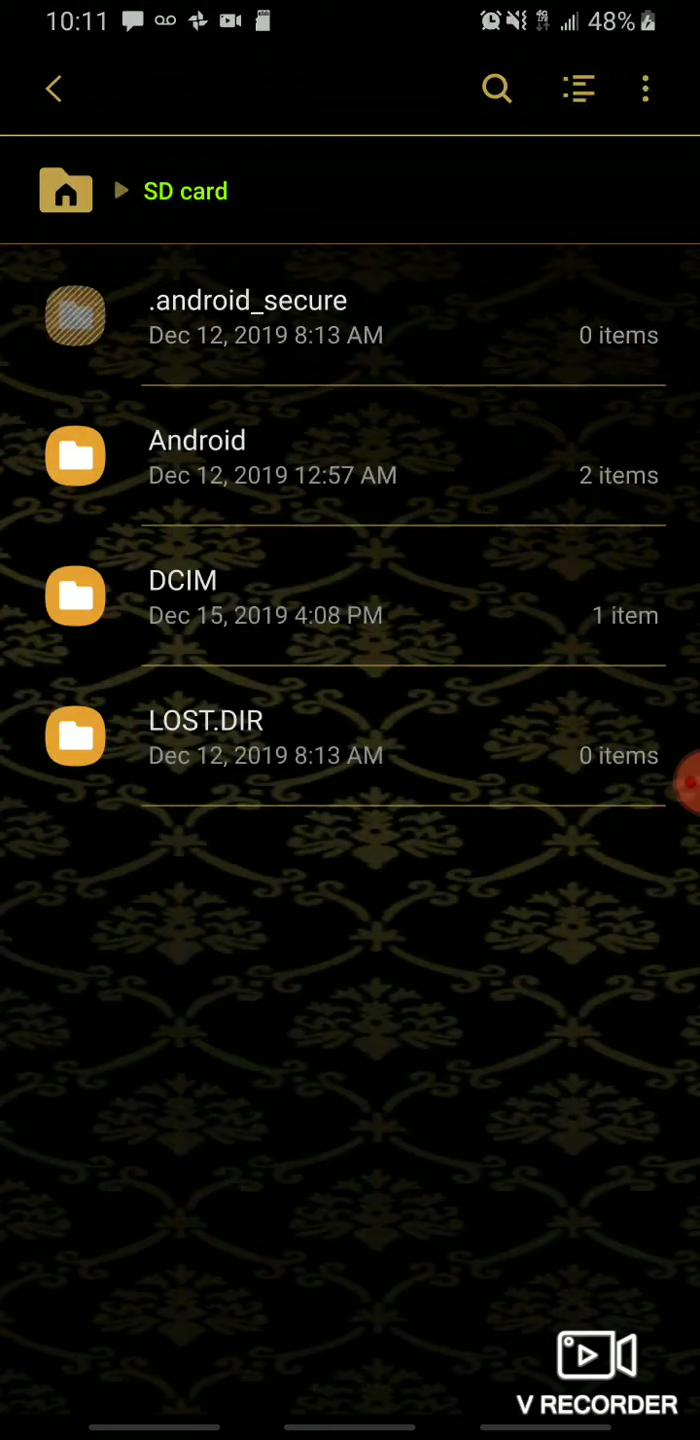 10:11 48%
SD card
.android_secure
Dec 12, 2019 8:13 AM 0 items
Android
Dec 12, 2019 12:57 AM 2 items
DCIM
Dec 15, 2019 4:08 PM 1 item
LOST.DIR
Dec 12, 2019 8:13 AM 0 items
V RECORDER